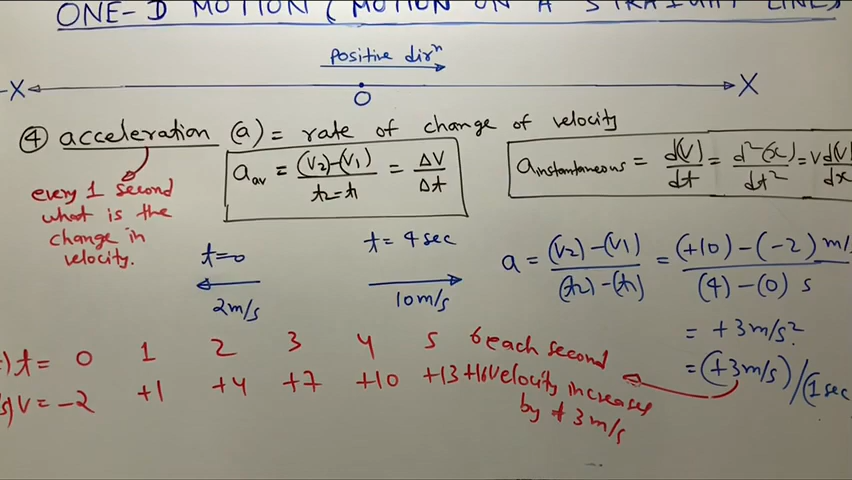 ONE-D MOTION (MOTION ON A STRAIGHT LINE)
positive dirⁿ
-X O X
④ acceleration (a) = rate of change of velocity
a_av = (V2)-(V1) / t2-t1 = ΔV / Δt
a_instantaneous = d(V)/dt = d²(x)/dt² = V d(V)/dx
every 1 second
what is the
change in
velocity.
t=0
2m/s
t = 4 sec
10m/s
a = (V2)-(V1) / (t2)-(t1) = (+10)-(-2) m/s / (4)-(0) s
= +3m/s²
= (+3m/s)/(1sec
)t = 0 1 2 3 4 5 6
)V = -2 +1 +4 +7 +10 +13 +16
each second
velocity increases
by +3m/s